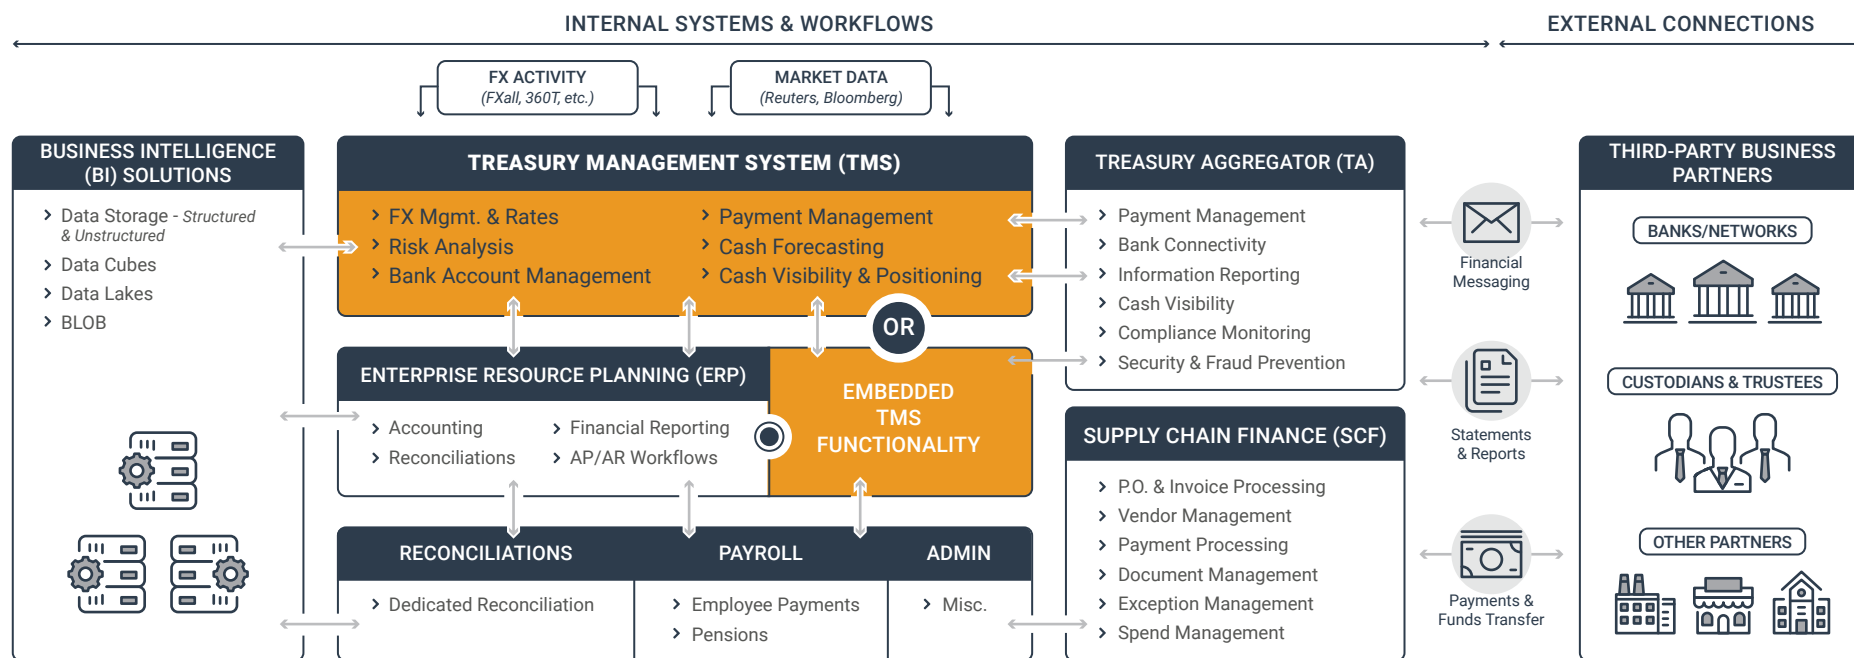 INTERNAL SYSTEMS & WORKFLOWS
EXTERNAL CONNECTIONS
FX ACTIVITY
(FXall, 360T, etc.)
MARKET DATA
(Reuters, Bloomberg)
BUSINESS INTELLIGENCE
(BI) SOLUTIONS
Data Storage - Structured
& Unstructured
Data Cubes
Data Lakes
BLOB
TREASURY MANAGEMENT SYSTEM (TMS)
FX Mgmt. & Rates
Risk Analysis
Bank Account Management
Payment Management
Cash Forecasting
Cash Visibility & Positioning
OR
ENTERPRISE RESOURCE PLANNING (ERP)
Accounting
Reconciliations
Financial Reporting
AP/AR Workflows
EMBEDDED
TMS
FUNCTIONALITY
RECONCILIATIONS
Dedicated Reconciliation
PAYROLL
Employee Payments
Pensions
ADMIN
Misc.
TREASURY AGGREGATOR (TA)
Payment Management
Bank Connectivity
Information Reporting
Cash Visibility
Compliance Monitoring
Security & Fraud Prevention
SUPPLY CHAIN FINANCE (SCF)
P.O. & Invoice Processing
Vendor Management
Payment Processing
Document Management
Exception Management
Spend Management
Financial
Messaging
Statements
& Reports
Payments &
Funds Transfer
THIRD-PARTY BUSINESS
PARTNERS
BANKS/NETWORKS
CUSTODIANS & TRUSTEES
OTHER PARTNERS